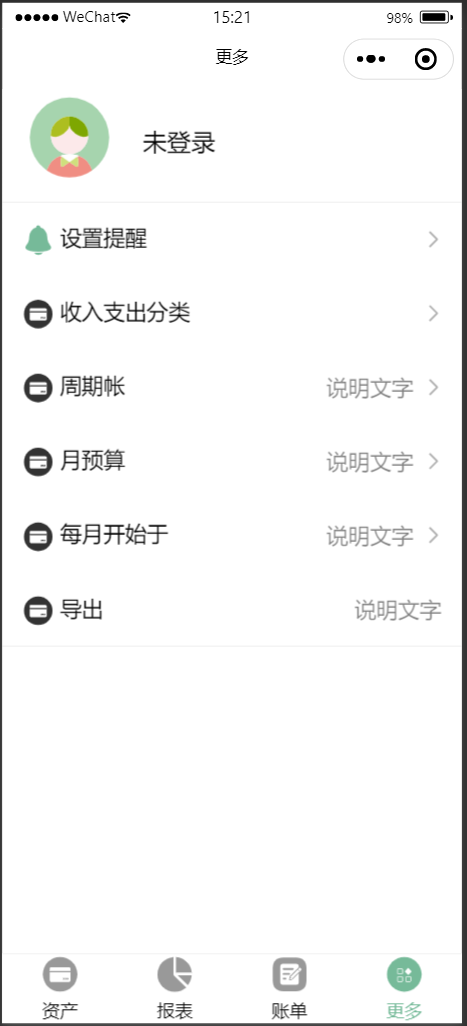 WeChat 15:21 98%
更多
未登录
设置提醒
收入支出分类
周期帐 说明文字
月预算 说明文字
每月开始于 说明文字
导出 说明文字
资产 报表 账单 更多